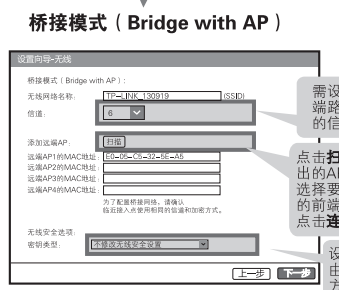 桥接模式（Bridge with AP）
设置向导-无线
桥接模式（Bridge with AP）:
无线网络名称: TP-LINK_130919 (SSID)
信道: 6
添加远端AP: 扫描
远端AP1的MAC地址: E0-05-C5-32-5E-A5
远端AP2的MAC地址:
远端AP3的MAC地址:
远端AP4的MAC地址:
为了配置桥接网络，请确认
临近接入点使用相同的信道和加密方式。
无线安全选项:
密钥类型: 不修改无线安全设置
上一步 下一步
需设
端路
的信
点击扫
出的AP
选择要
的前端
点击连
设
由